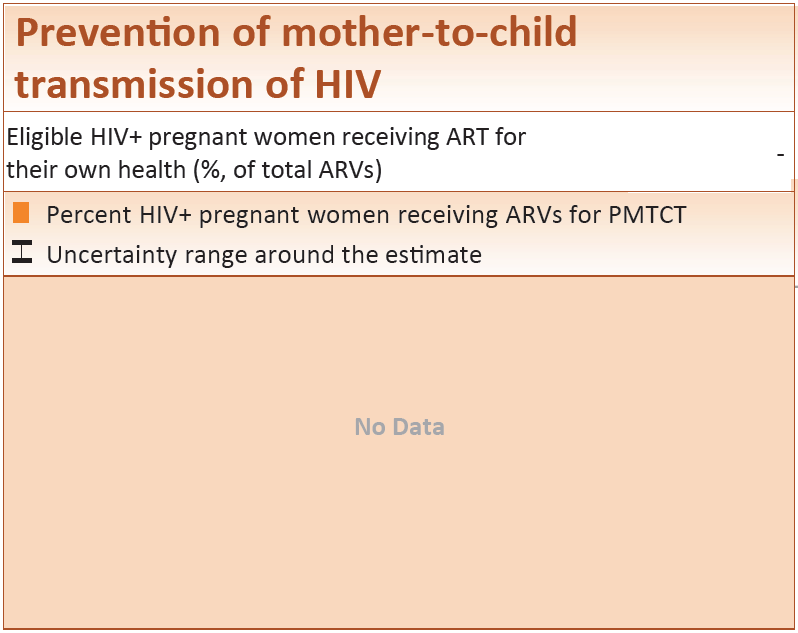 Prevention of mother-to-child
transmission of HIV
Eligible HIV+ pregnant women receiving ART for
their own health (%, of total ARVs)
-
Percent HIV+ pregnant women receiving ARVs for PMTCT
Uncertainty range around the estimate
No Data